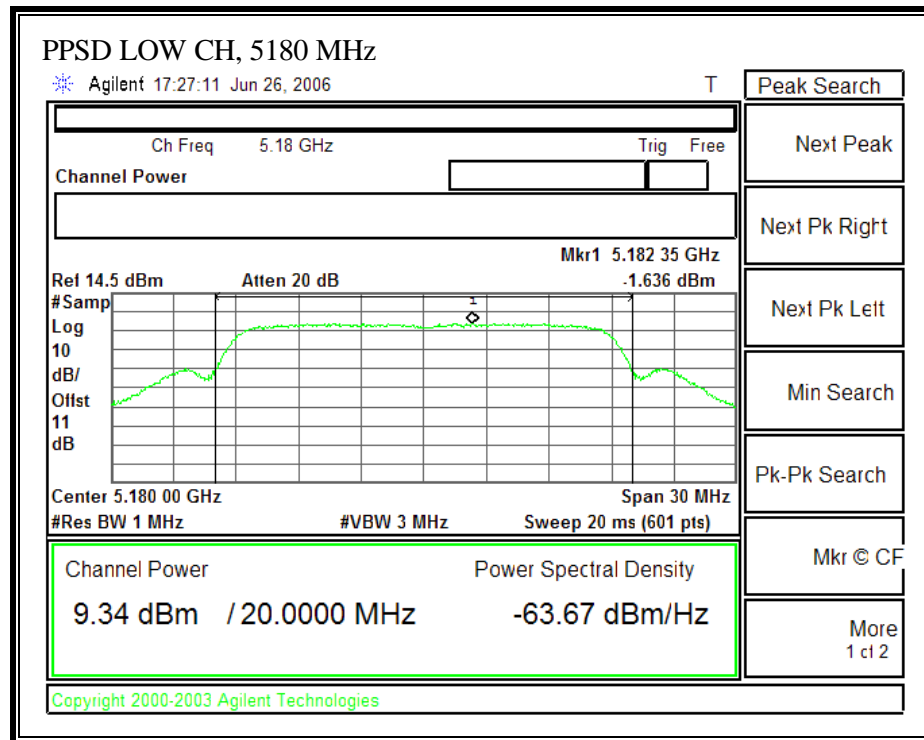 PPSD LOW CH, 5180 MHz
Agilent 17:27:11 Jun 26, 2006 T
Peak Search
Ch Freq 5.18 GHz Trig Free
Channel Power
Next Peak
Next Pk Right
Mkr1 5.182 35 GHz
Ref 14.5 dBm Atten 20 dB -1.636 dBm
#Samp
Log
10
dB/
Offst
11
dB
1
Next Pk Left
Min Search
Pk-Pk Search
Center 5.180 00 GHz Span 30 MHz
#Res BW 1 MHz #VBW 3 MHz Sweep 20 ms (601 pts)
Mkr © CF
Channel Power Power Spectral Density
9.34 dBm / 20.0000 MHz -63.67 dBm/Hz
More
1 of 2
Copyright 2000-2003 Agilent Technologies